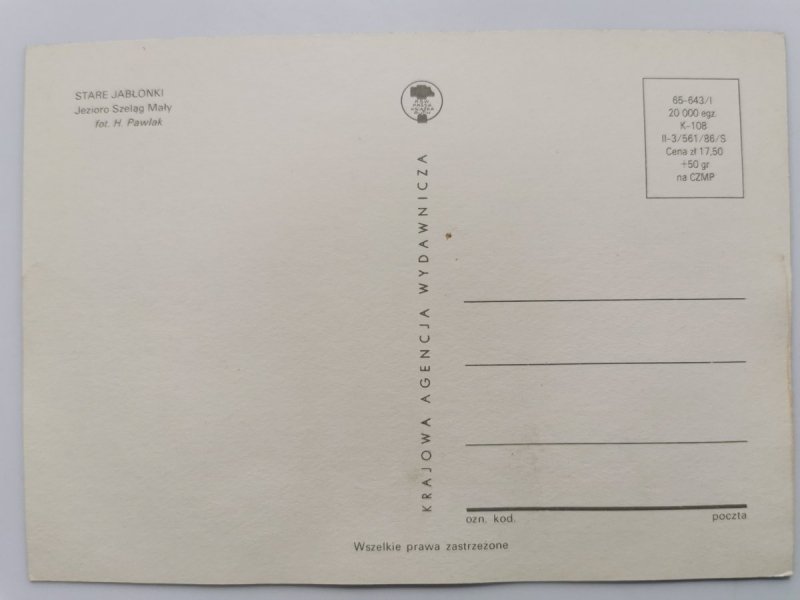 STARE JABŁONKI
Jezioro Szeląg Mały
fot. H. Pawlak
65-643/I
20 000 egz.
K-108
II-3/561/86/S
Cena zł 17,50
+50 gr
na CZMP
KRAJOWA AGENCJA WYDAWNICZA
ozn. kod.
poczta
Wszelkie prawa zastrzeżone